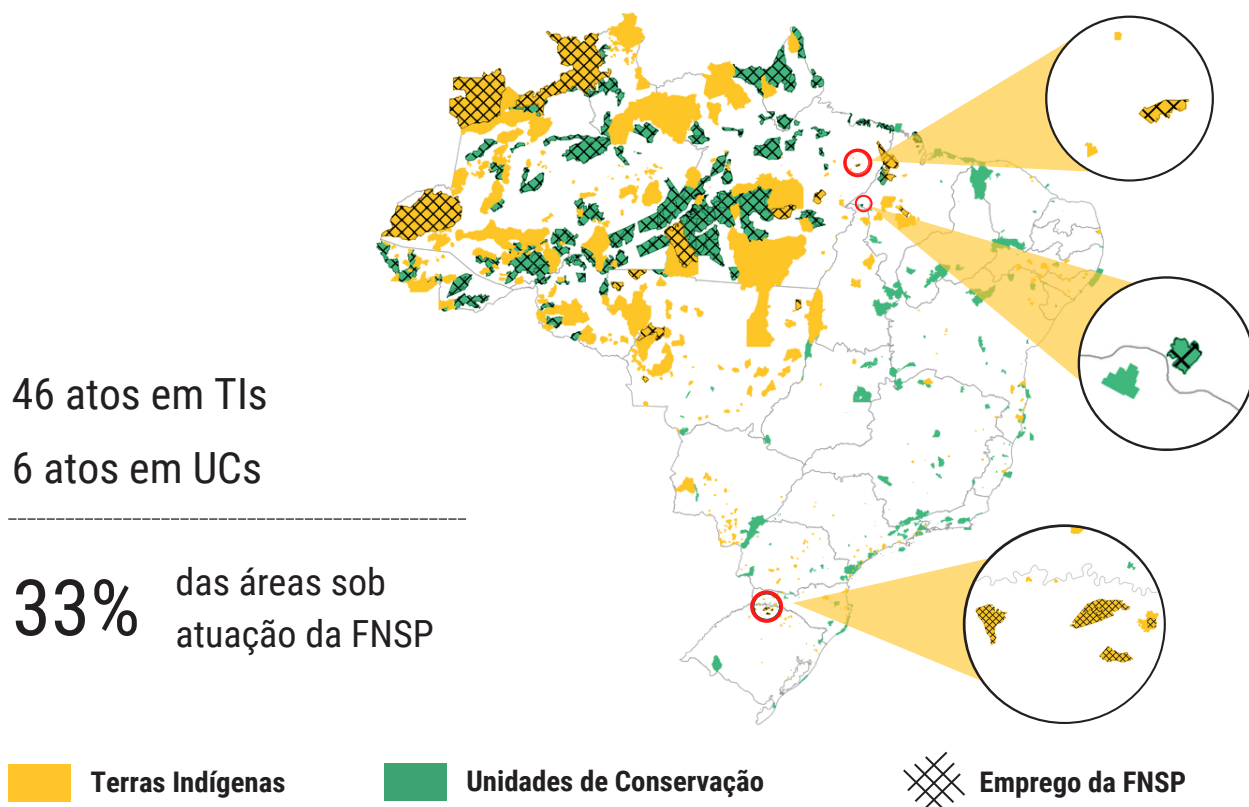 46 atos em TIs
6 atos em UCs
33%
das áreas sob
atuação da FNSP
Terras Indígenas
Unidades de Conservação
Emprego da FNSP